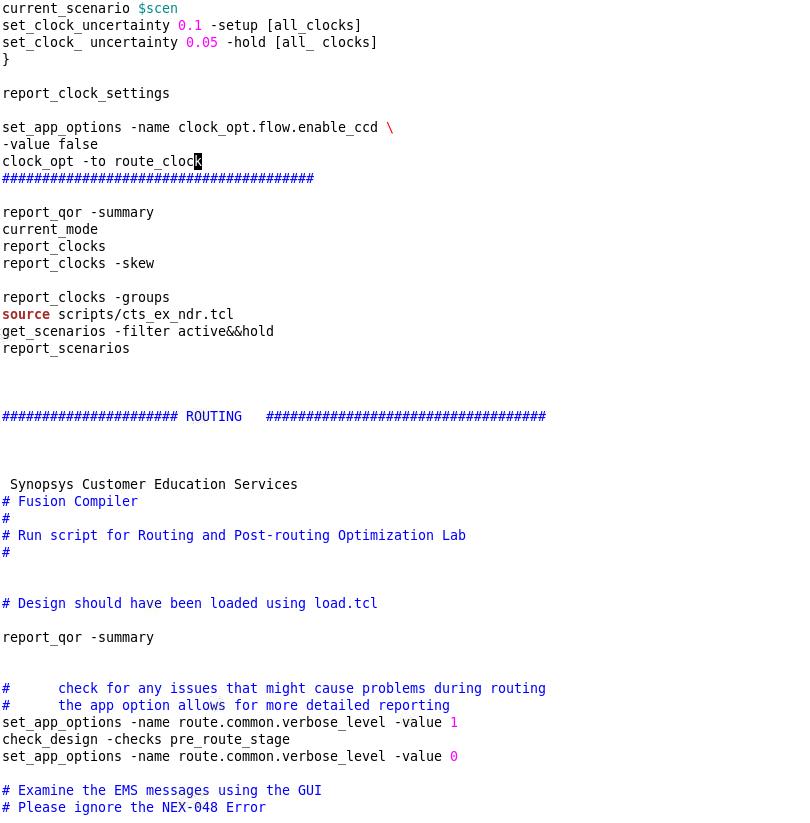 current_scenario $scen
set_clock_uncertainty 0.1 -setup [all_clocks]
set_clock_ uncertainty 0.05 -hold [all_ clocks]
}
report_clock_settings
set_app_options -name clock_opt.flow.enable_ccd \
-value false
clock_opt -to route_clock
#######################################
report_qor -summary
current_mode
report_clocks
report_clocks -skew
report_clocks -groups
source scripts/cts_ex_ndr.tcl
get_scenarios -filter active&&hold
report_scenarios
###################### ROUTING   ###################################
Synopsys Customer Education Services
# Fusion Compiler
#
# Run script for Routing and Post-routing Optimization Lab
#
# Design should have been loaded using load.tcl
report_qor -summary
#      check for any issues that might cause problems during routing
#      the app option allows for more detailed reporting
set_app_options -name route.common.verbose_level -value 1
check_design -checks pre_route_stage
set_app_options -name route.common.verbose_level -value 0
# Examine the EMS messages using the GUI
# Please ignore the NEX-048 Error